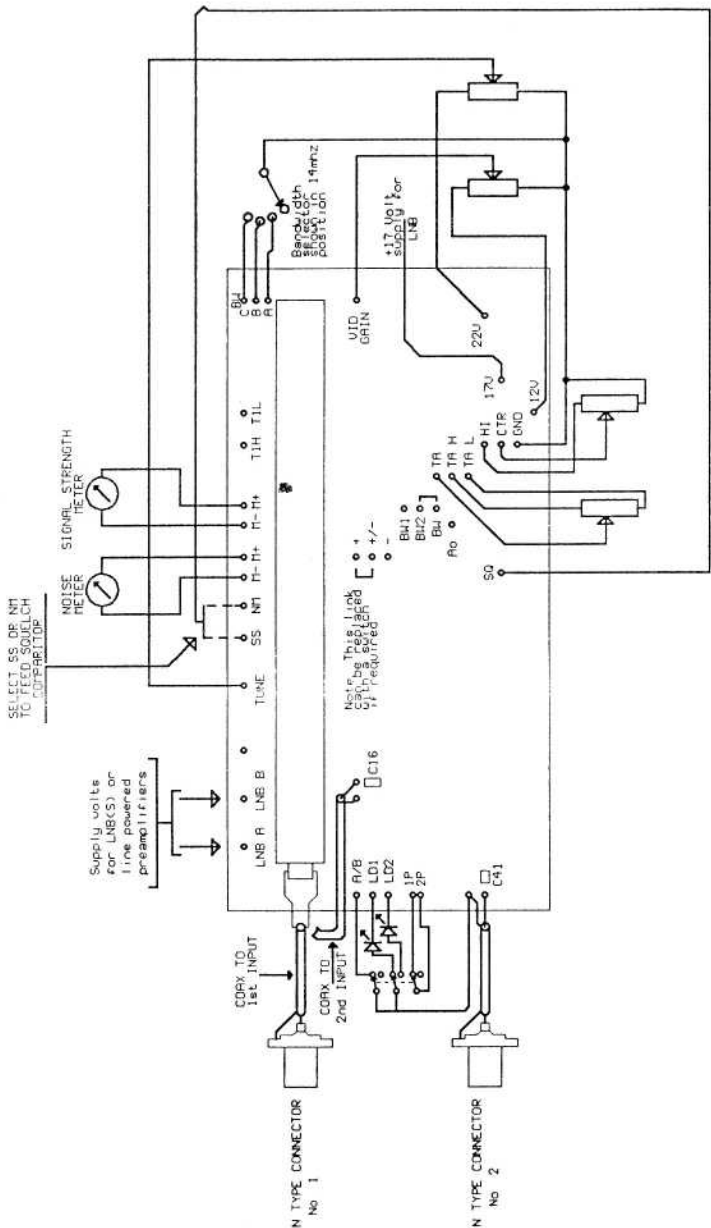 SELECT SS OR NM
TO FEED SQUELCH
COMPARITOR
Supply volts
for LNB(S) or
line powered
preamplifiers
NOISE
METER
SIGNAL STRENGTH
METER
Bandwidth
selector
shown in 14mhz
position
LNB A
LNB B
TUNE
SS
NM
M-
M+
M-
M+
T1H
T1L
BW
C
B
A
COAX TO
1st INPUT
COAX TO
2nd INPUT
N TYPE CONNECTOR
No 1
N TYPE CONNECTOR
No 2
C16
A/B
LD1
LD2
1P
2P
C41
Note This link
can be replaced
with a switch
if required
+
+/-
-
BW1
BW2
BW
Ao
SQ
TA
TA H
TA L
HI
CTR
GND
12V
17V
22V
VID
GAIN
+17 Volt
supply for
LNB